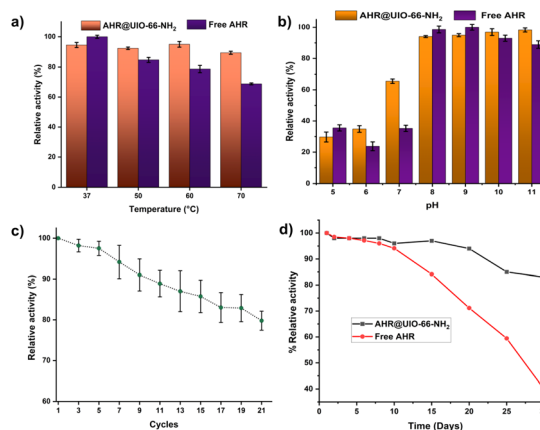 a)
AHR@UIO-66-NH2
Free AHR
Relative activity (%)
100
80
60
40
20
0
37
50
60
70
Temperature (°C)
b)
AHR@UIO-66-NH2
Free AHR
Relative activity (%)
100
80
60
40
20
0
5
6
7
8
9
10
11
pH
c)
Relative activity (%)
100
90
80
70
60
1
3
5
7
9
11
13
15
17
19
21
Cycles
d)
% Relative activity
100
90
80
70
60
50
40
AHR@UIO-66-NH2
Free AHR
0
5
10
15
20
25
Time (Days)